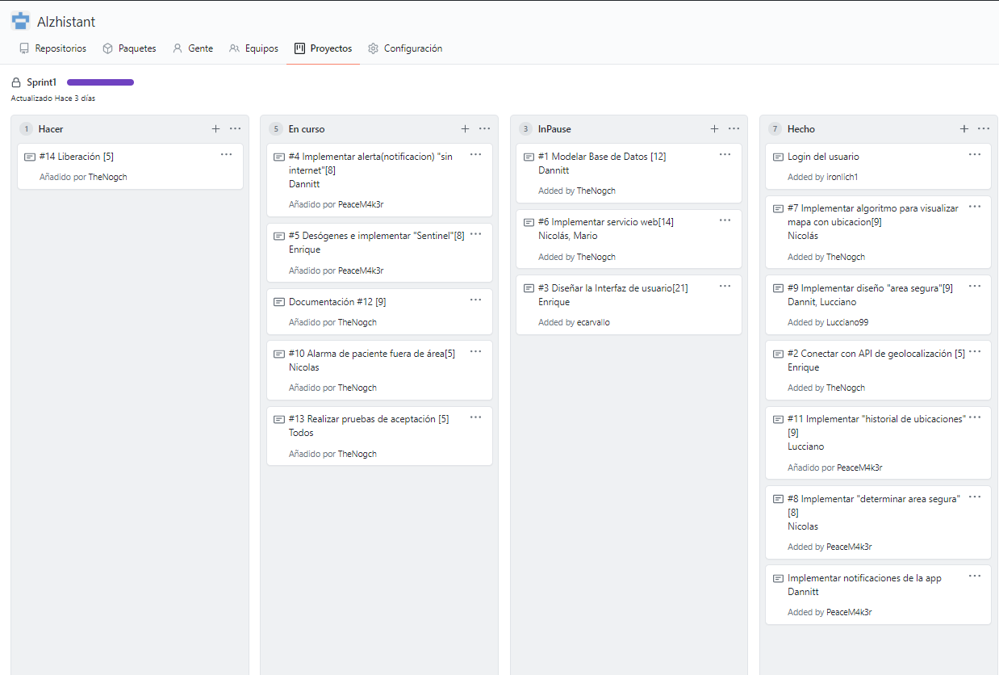 Alzhistant
Repositorios
Paquetes
Gente
Equipos
Proyectos
Configuración
Sprint1
Actualizado Hace 3 días
1 Hacer
#14 Liberación [5]
Añadido por TheNogch
5 En curso
#4 Implementar alerta(notificacion) "sin
internet"[8]
Dannitt
Añadido por PeaceM4k3r
#5 Desógenes e implementar "Sentinel"[8]
Enrique
Añadido por PeaceM4k3r
Documentación #12 [9]
Añadido por TheNogch
#10 Alarma de paciente fuera de área[5]
Nicolas
Añadido por TheNogch
#13 Realizar pruebas de aceptación [5]
Todos
Añadido por TheNogch
3 InPause
#1 Modelar Base de Datos [12]
Dannitt
Added by TheNogch
#6 Implementar servicio web[14]
Nicolás, Mario
Added by TheNogch
#3 Diseñar la Interfaz de usuario[21]
Enrique
Added by ecarvallo
7 Hecho
Login del usuario
Added by ironlich1
#7 Implementar algoritmo para visualizar
mapa con ubicacion[9]
Nicolás
Added by TheNogch
#9 Implementar diseño "area segura"[9]
Dannit, Lucciano
Added by Lucciano99
#2 Conectar con API de geolocalización [5]
Enrique
Added by TheNogch
#11 Implementar "historial de ubicaciones"
[9]
Lucciano
Añadido por PeaceM4k3r
#8 Implementar "determinar area segura"
[8]
Nicolas
Added by PeaceM4k3r
Implementar notificaciones de la app
Dannitt
Added by PeaceM4k3r